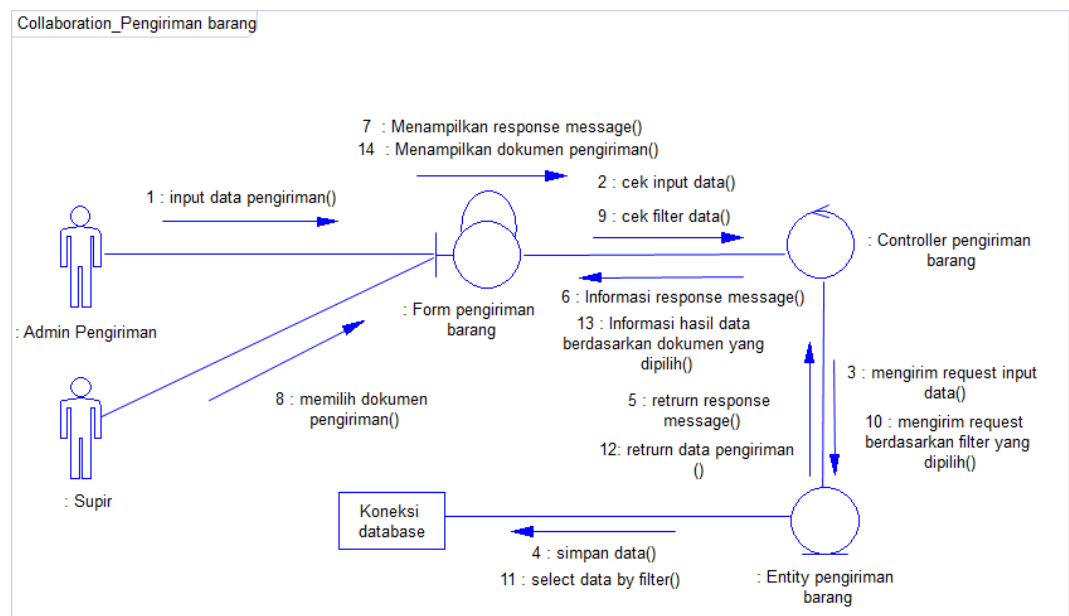 Collaboration_Pengiriman barang
7 : Menampilkan response message()
14 : Menampilkan dokumen pengiriman()
1 : input data pengiriman()
2 : cek input data()
9 : cek filter data()
: Admin Pengiriman
: Form pengiriman
barang
: Controller pengiriman
barang
6 : Informasi response message()
13 : Informasi hasil data
berdasarkan dokumen yang
dipilih()
8 : memilih dokumen
pengiriman()
3 : mengirim request input
data()
10 : mengirim request
berdasarkan filter yang
dipilih()
5 : retrurn response
message()
12: retrurn data pengiriman
()
: Supir
Koneksi
database
4 : simpan data()
11 : select data by filter()
: Entity pengiriman
barang